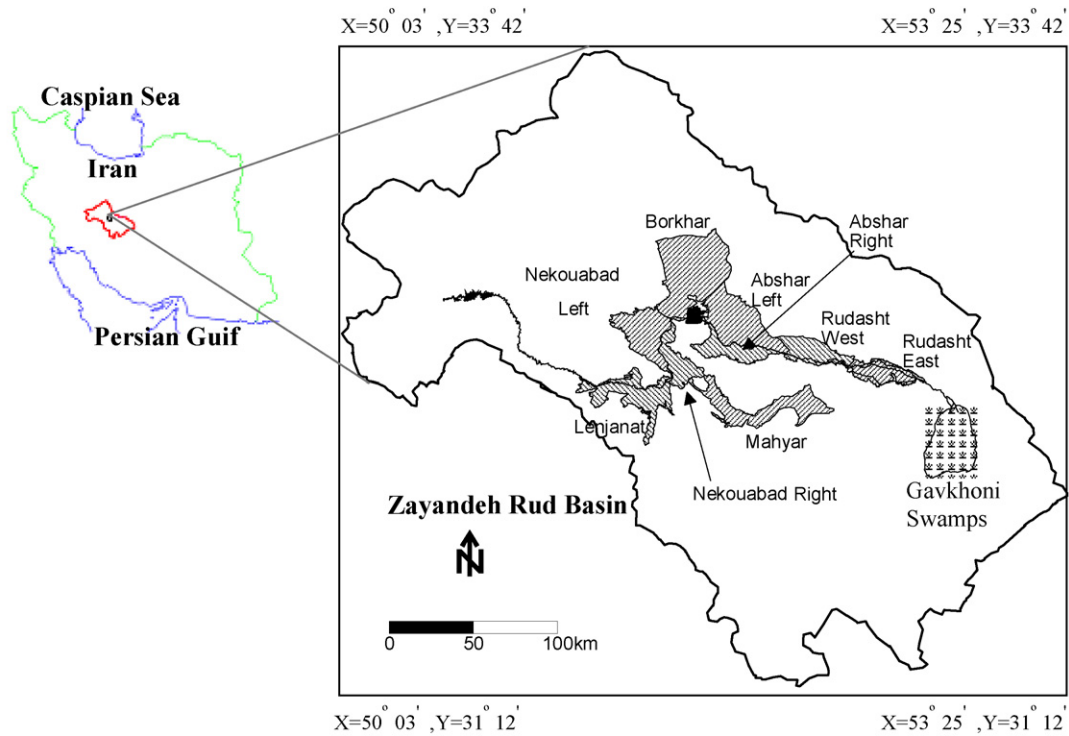 X=50° 03' ,Y=33° 42'
X=53° 25' ,Y=33° 42'
Caspian Sea
Iran
Persian Guif
Borkhar
Abshar
Right
Nekouabad
Left
Abshar
Left
Rudasht
West
Rudasht
East
Lenjanat
Mahyar
Nekouabad Right
Gavkhoni
Swamps
Zayandeh Rud Basin
N
0 50 100km
X=50° 03' ,Y=31° 12'
X=53° 25' ,Y=31° 12'